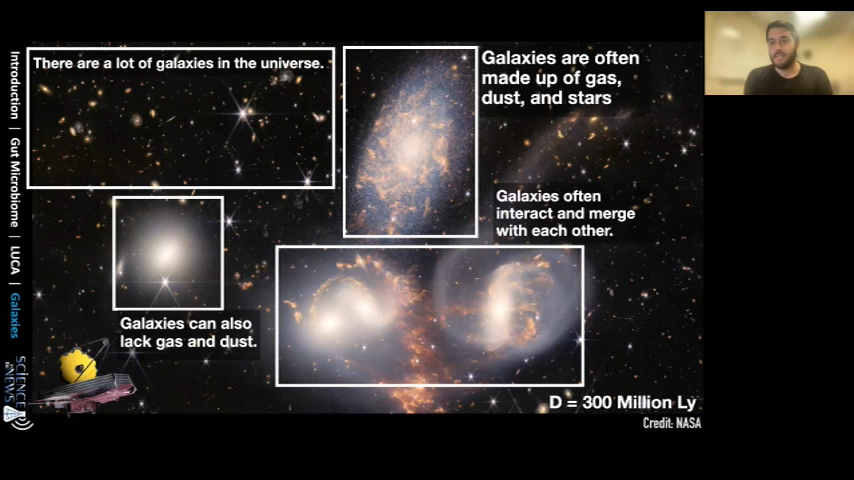 There are a lot of galaxies in the universe.
Galaxies are often
made up of gas,
dust, and stars
Galaxies often
interact and merge
with each other.
Galaxies can also
lack gas and dust.
D = 300 Million Ly
Credit: NASA
Introduction | Gut Microbiome | LUCA | Galaxies
SCIENCE
NEWS